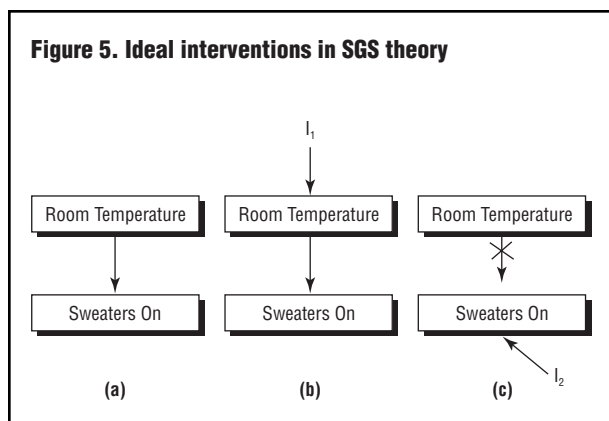 Figure 5. Ideal interventions in SGS theory
I₁
Room Temperature Room Temperature Room Temperature
Sweaters On Sweaters On Sweaters On
I₂
(a) (b) (c)